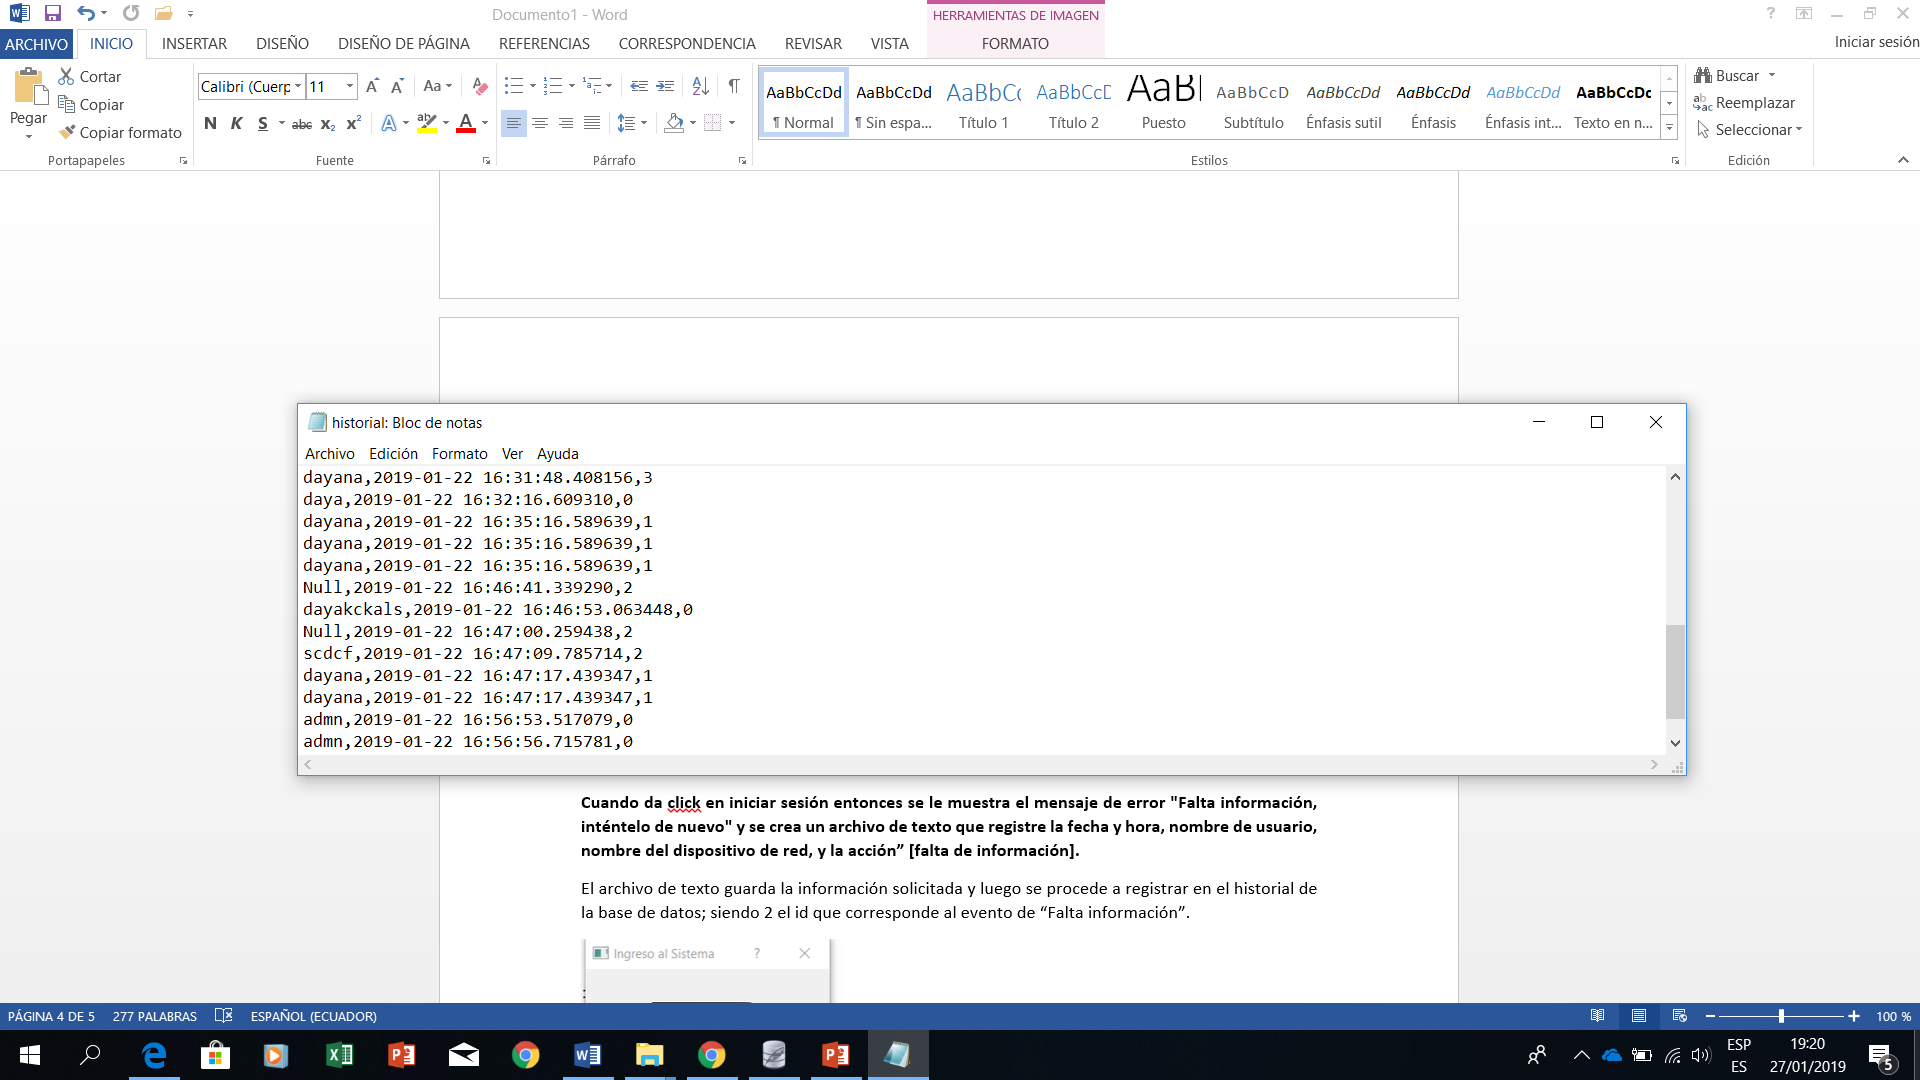 Documento1 - Word
HERRAMIENTAS DE IMAGEN
ARCHIVO
INICIO
INSERTAR
DISEÑO
DISEÑO DE PÁGINA
REFERENCIAS
CORRESPONDENCIA
REVISAR
VISTA
FORMATO
Iniciar sesión
Pegar
Cortar
Copiar
Copiar formato
Portapapeles
Calibri (Cuerp
11
Fuente
Párrafo
AaBbCcDd
AaBbCcDd
AaBbC
AaBbCcD
AaB
AaBbCcD
AaBbCcDd
AaBbCcDd
AaBbCcDd
AaBbCcDc
¶ Normal
¶ Sin espa...
Título 1
Título 2
Puesto
Subtítulo
Énfasis sutil
Énfasis
Énfasis int...
Texto en n...
Estilos
Buscar
Reemplazar
Seleccionar
Edición
historial: Bloc de notas
Archivo Edición Formato Ver Ayuda
dayana,2019-01-22 16:31:48.408156,3
daya,2019-01-22 16:32:16.609310,0
dayana,2019-01-22 16:35:16.589639,1
dayana,2019-01-22 16:35:16.589639,1
dayana,2019-01-22 16:35:16.589639,1
Null,2019-01-22 16:46:41.339290,2
dayakckals,2019-01-22 16:46:53.063448,0
Null,2019-01-22 16:47:00.259438,2
scdcf,2019-01-22 16:47:09.785714,2
dayana,2019-01-22 16:47:17.439347,1
dayana,2019-01-22 16:47:17.439347,1
admn,2019-01-22 16:56:53.517079,0
admn,2019-01-22 16:56:56.715781,0
Cuando da click en iniciar sesión entonces se le muestra el mensaje de error "Falta información,
inténtelo de nuevo" y se crea un archivo de texto que registre la fecha y hora, nombre de usuario,
nombre del dispositivo de red, y la acción” [falta de información].
El archivo de texto guarda la información solicitada y luego se procede a registrar en el historial de
la base de datos; siendo 2 el id que corresponde al evento de “Falta información”.
Ingreso al Sistema
PÁGINA 4 DE 5 277 PALABRAS ESPAÑOL (ECUADOR) 100 %
ESP
ES
19:20
27/01/2019
5